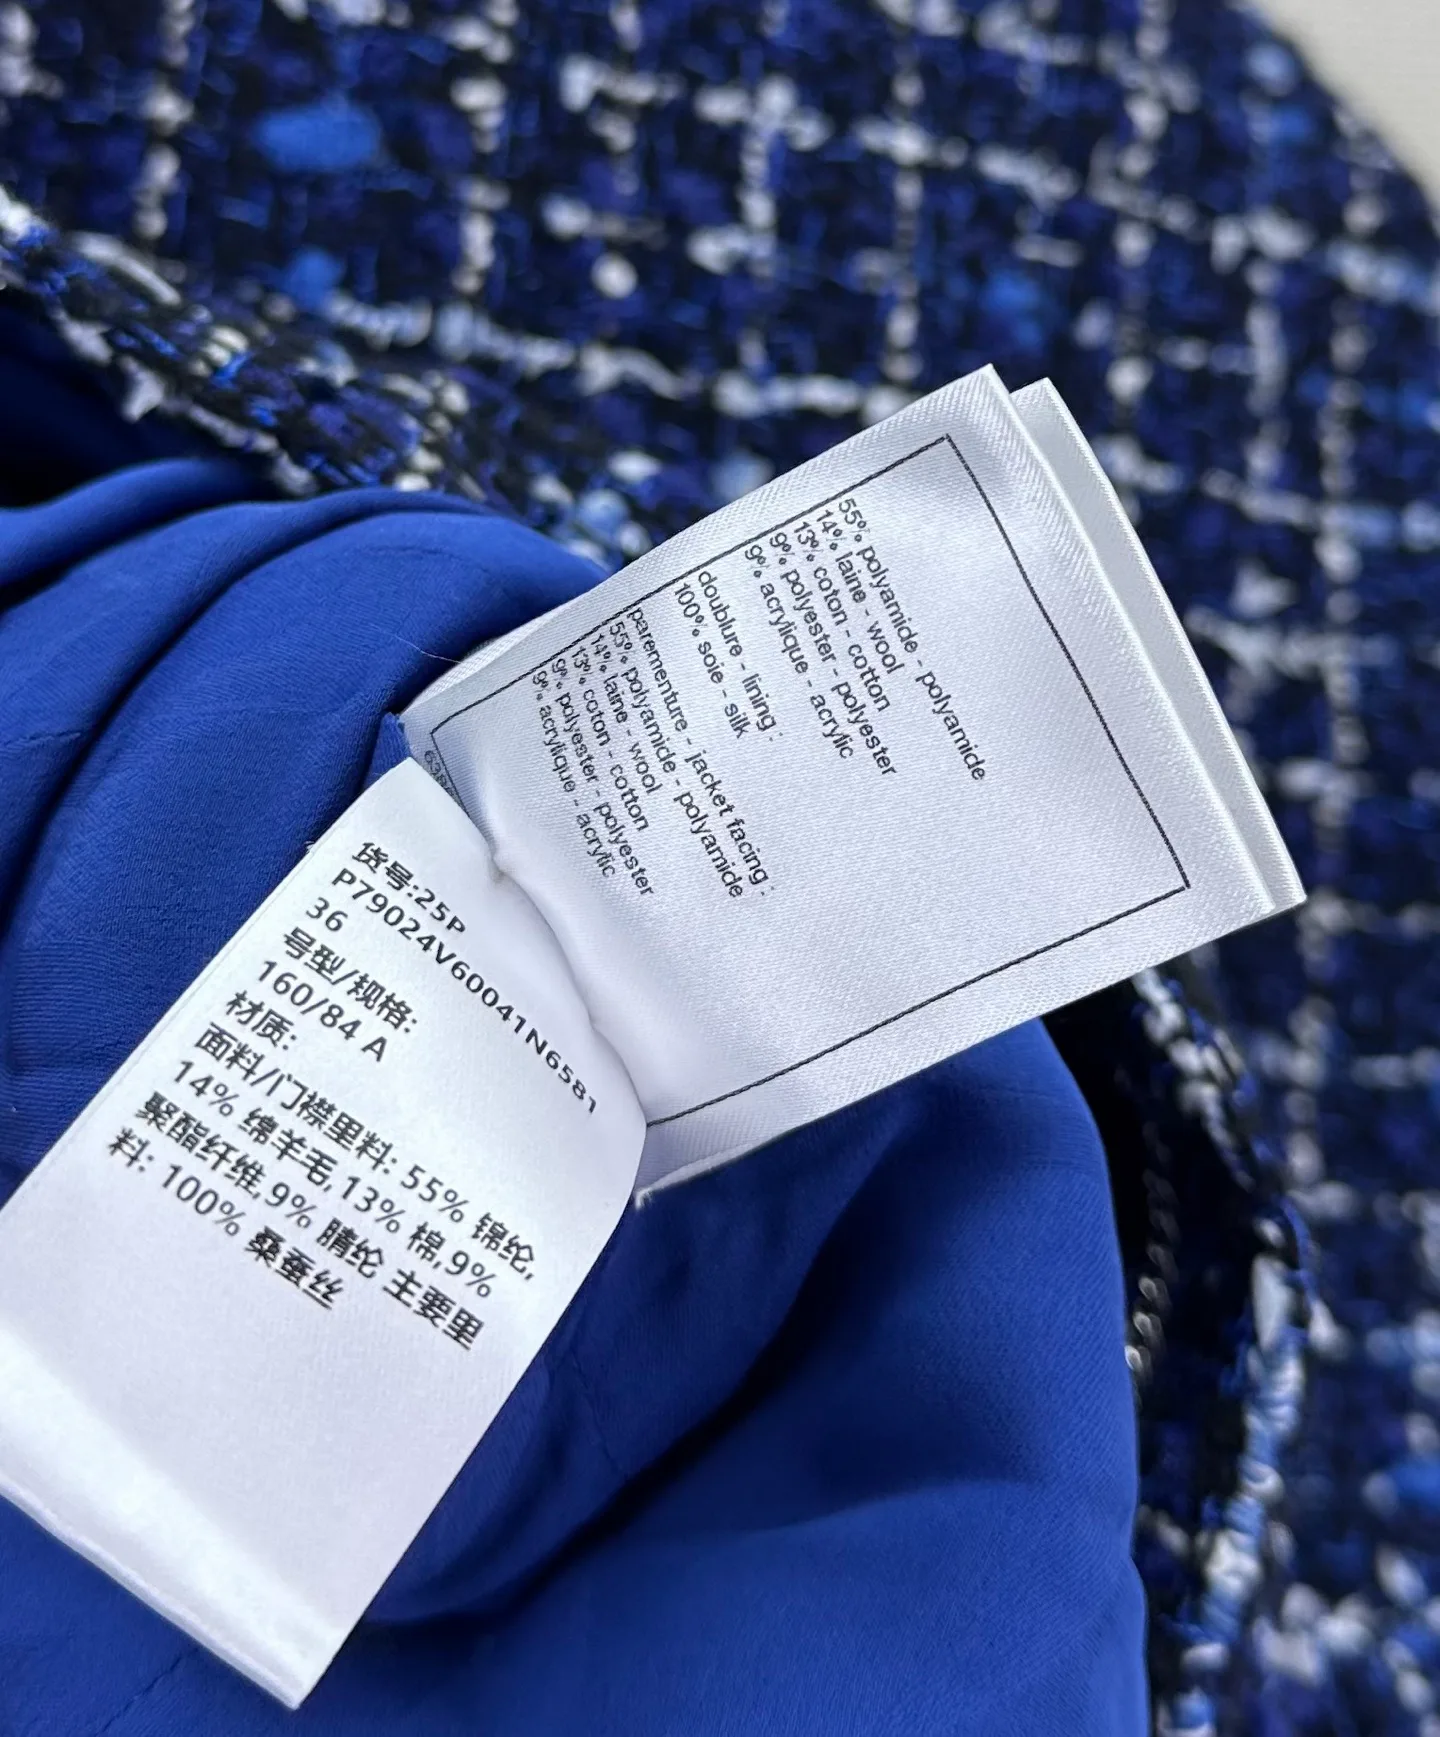 55% polyamide - polyamide
14% laine - wool
13% coton - cotton
9% polyester - polyester
9% acrylique - acrylic
doublure - lining :
100% soie - silk
parementure - jacket facing :
55% polyamide - polyamide
14% laine - wool
13% coton - cotton
9% polyester - polyester
9% acrylique - acrylic
货号:25P
P79024V60041N6581
36
号型/规格:
160/84 A
材质:
面料/门襟里料: 55% 锦纶,
14% 绵羊毛,13% 棉,9%
聚酯纤维,9% 腈纶 主要里
料: 100% 桑蚕丝